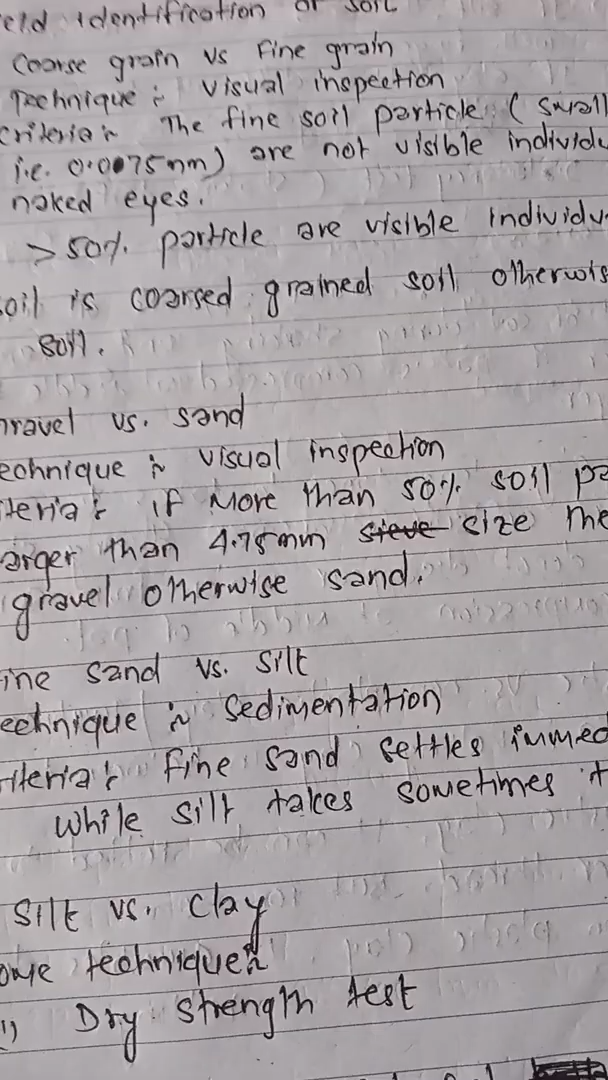 eld identification of soil
Coarse grain vs Fine grain
Technique : visual inspection
Criteria : The fine soil particle (small
i.e. 0.0075mm) are not visible individu
naked eyes.
> 50% particle are visible individu
soil is coarsed grained soil otherwis
soil.
ravel vs. sand
echnique : visual inspection
iteria : if More than 50% soil pa
arger than 4.75mm sieve size the
gravel otherwise sand.
ine sand vs. silt
echnique : Sedimentation
riteria : Fine sand settles immed
while silt takes sometimes t
Silt vs. Clay
ome technique :
1) Dry strength test